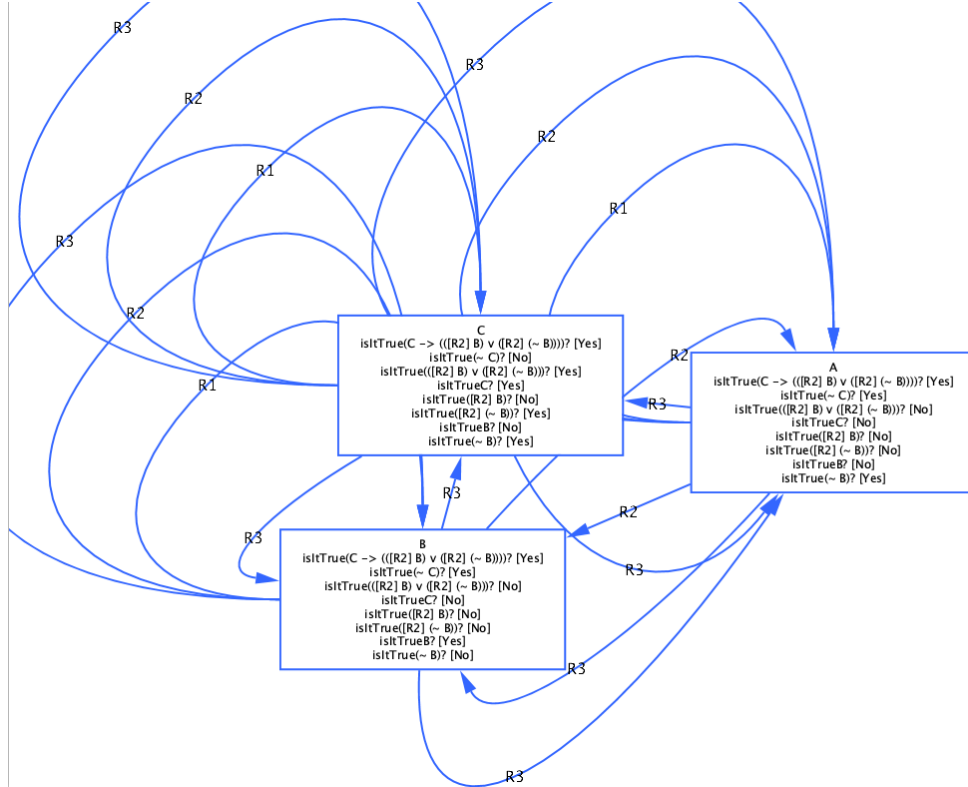 R3
R3
R2
R2
R1
R1
R3
R2
R2
R1
C
isItTrue(C -> (([R2] B) v ([R2] (~ B))))? [Yes]
isItTrue(~ C)? [No]
isItTrue(([R2] B) v ([R2] (~ B)))? [Yes]
isItTrueC? [Yes]
isItTrue([R2] B)? [No]
isItTrue([R2] (~ B))? [Yes]
isItTrueB? [No]
isItTrue(~ B)? [Yes]
R3
A
isItTrue(C -> (([R2] B) v ([R2] (~ B))))? [Yes]
isItTrue(~ C)? [Yes]
isItTrue(([R2] B) v ([R2] (~ B)))? [No]
isItTrueC? [No]
isItTrue([R2] B)? [No]
isItTrue([R2] (~ B))? [No]
isItTrueB? [No]
isItTrue(~ B)? [Yes]
R3
R2
R3
R3
B
isItTrue(C -> (([R2] B) v ([R2] (~ B))))? [Yes]
isItTrue(~ C)? [Yes]
isItTrue(([R2] B) v ([R2] (~ B)))? [No]
isItTrueC? [No]
isItTrue([R2] B)? [No]
isItTrue([R2] (~ B))? [No]
isItTrueB? [Yes]
isItTrue(~ B)? [No]
R3
R3